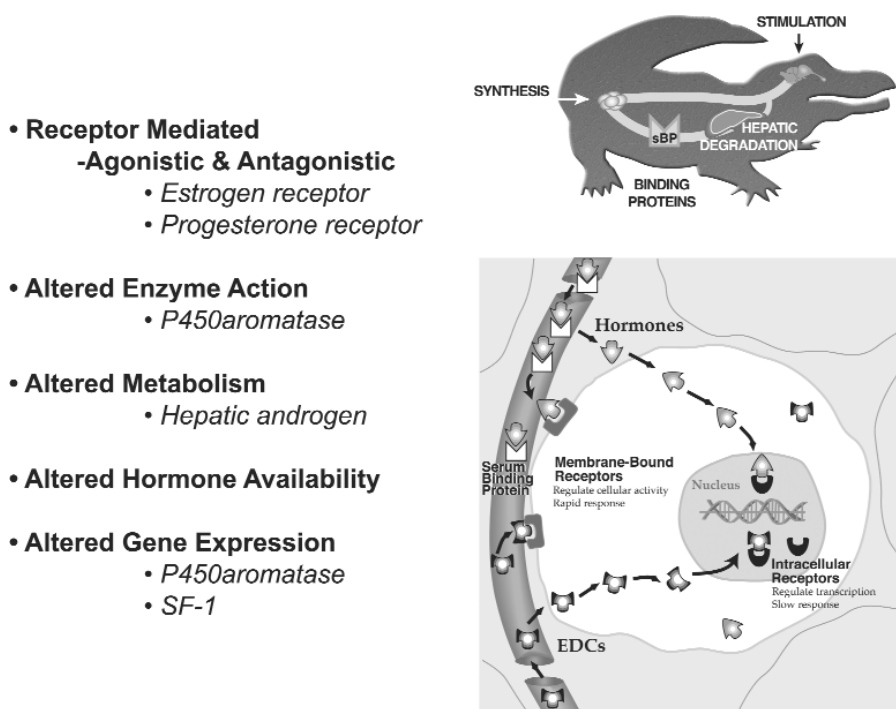 • Receptor Mediated
-Agonistic & Antagonistic
• Estrogen receptor
• Progesterone receptor
• Altered Enzyme Action
• P450aromatase
• Altered Metabolism
• Hepatic androgen
• Altered Hormone Availability
• Altered Gene Expression
• P450aromatase
• SF-1
STIMULATION
SYNTHESIS
sBP
HEPATIC
DEGRADATION
BINDING
PROTEINS
Hormones
Serum
Binding
Protein
Membrane-Bound
Receptors
Regulate cellular activity
Rapid response
Nucleus
Intracellular
Receptors
Regulate transcription
Slow response
EDCs